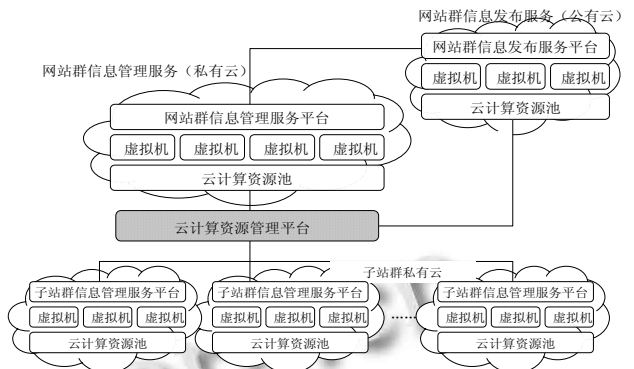 网站群信息发布服务（公有云）
网站群信息发布服务平台
虚拟机 虚拟机 虚拟机
云计算资源池
网站群信息管理服务（私有云）
网站群信息管理服务平台
虚拟机 虚拟机 虚拟机 虚拟机
云计算资源池
云计算资源管理平台
子站群私有云
子站群信息管理服务平台 子站群信息管理服务平台 子站群信息管理服务平台
虚拟机 虚拟机 虚拟机 虚拟机 虚拟机 虚拟机 …… 虚拟机 虚拟机 虚拟机
云计算资源池 云计算资源池 云计算资源池